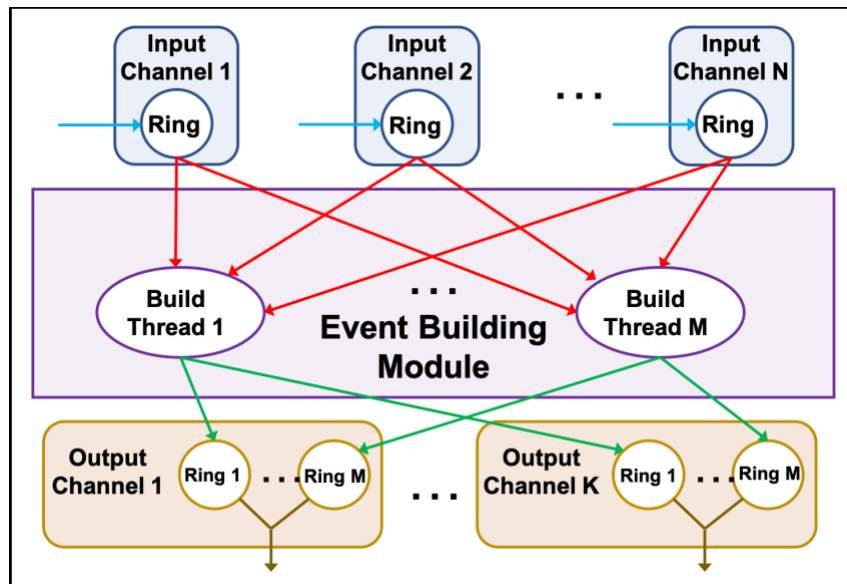 Input
Channel 1
Ring
Input
Channel 2
Ring
. . .
Input
Channel N
Ring
Build
Thread 1
. . .
Build
Thread M
Event Building
Module
Output
Channel 1
Ring 1
. . .
Ring M
. . .
Output
Channel K
Ring 1
. . .
Ring M